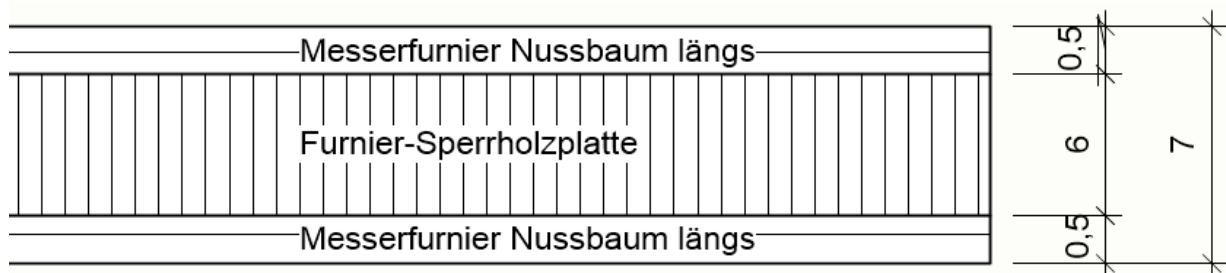 Messerfurnier Nussbaum längs
0,5
Furnier-Sperrholzplatte
6
7
Messerfurnier Nussbaum längs
0,5